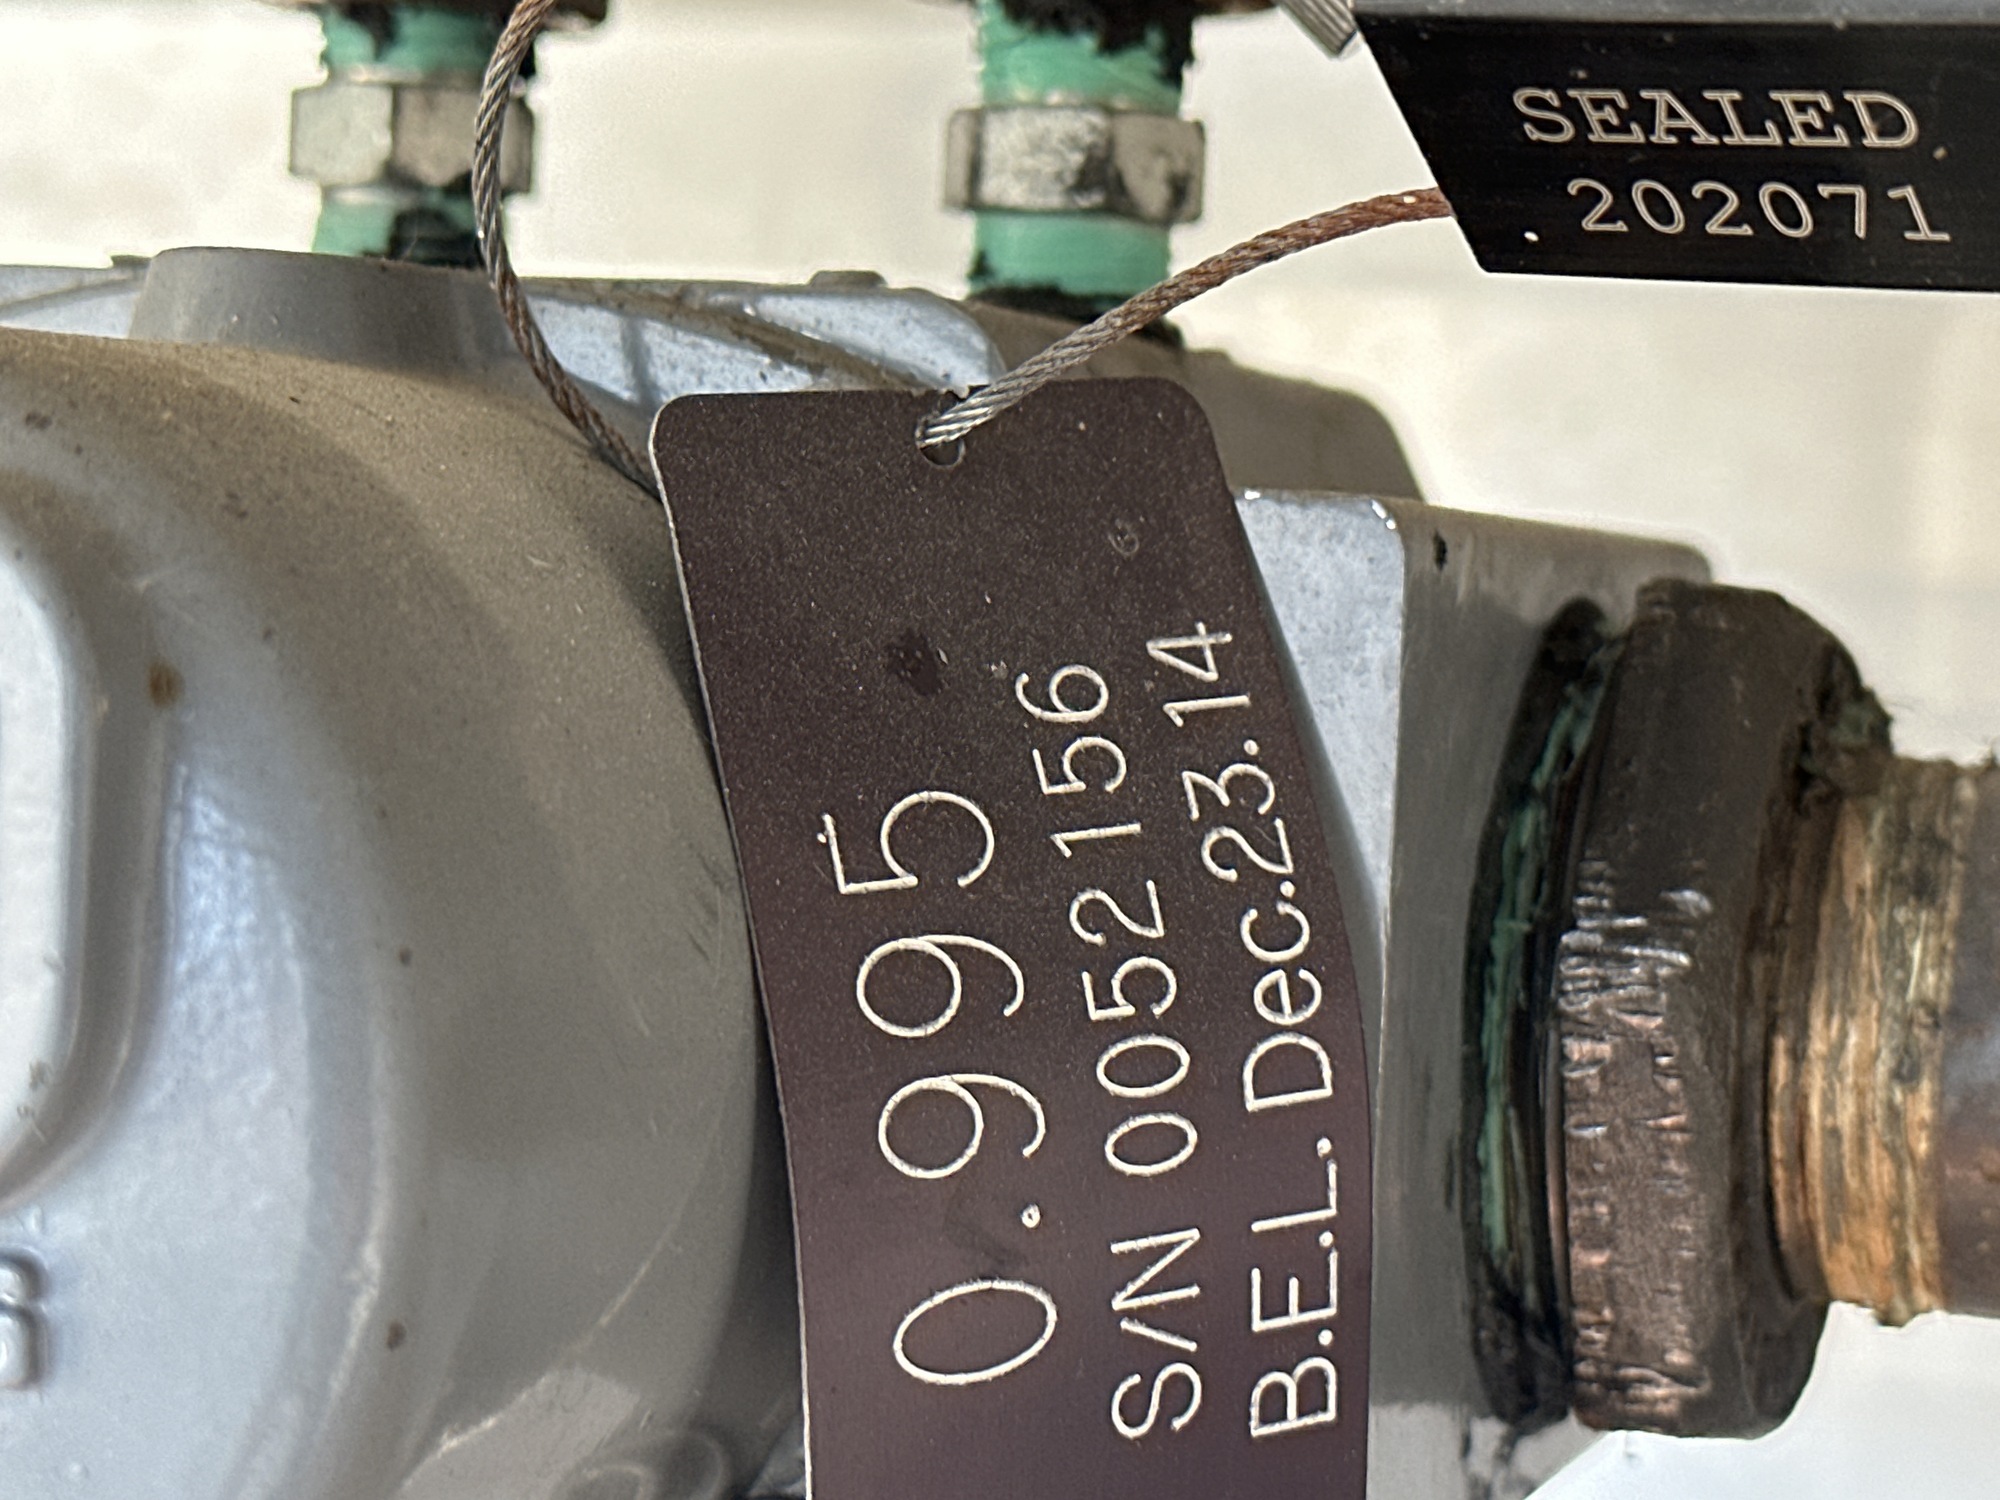 SEALED
202071
0.995
S/N 0052156
B.E.L. Dec.23.14